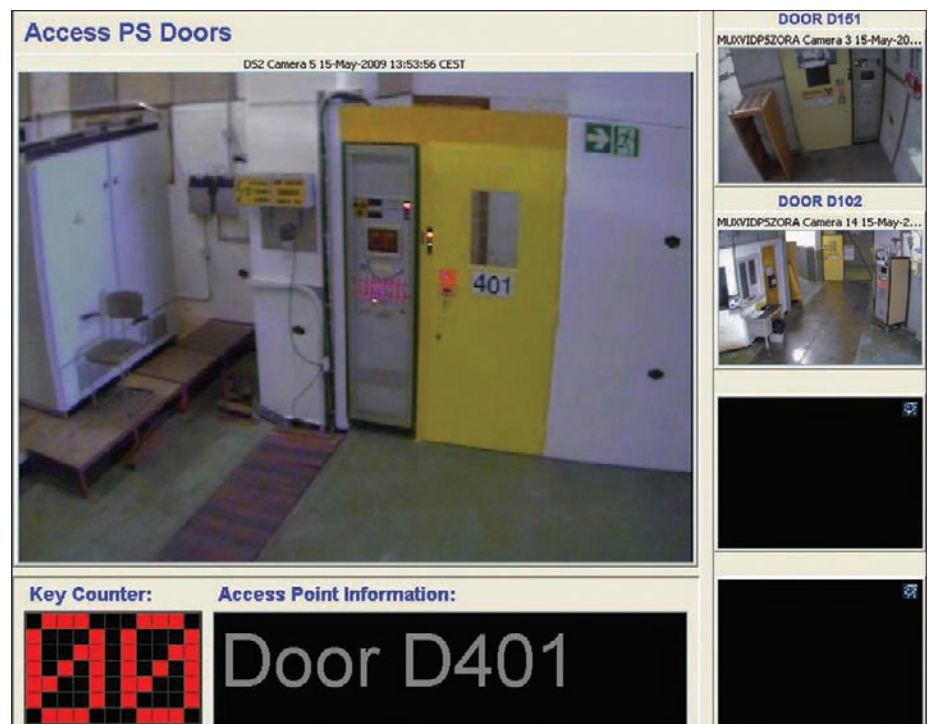 Access PS Doors
DS2 Camera 5 15-May-2009 13:53:56 CEST
401
Key Counter:
00
Access Point Information:
Door D401
DOOR D151
MUXVIDPSZORA Camera 3 15-May-20...
DOOR D102
MUXVIDPSZORA Camera 14 15-May-2...